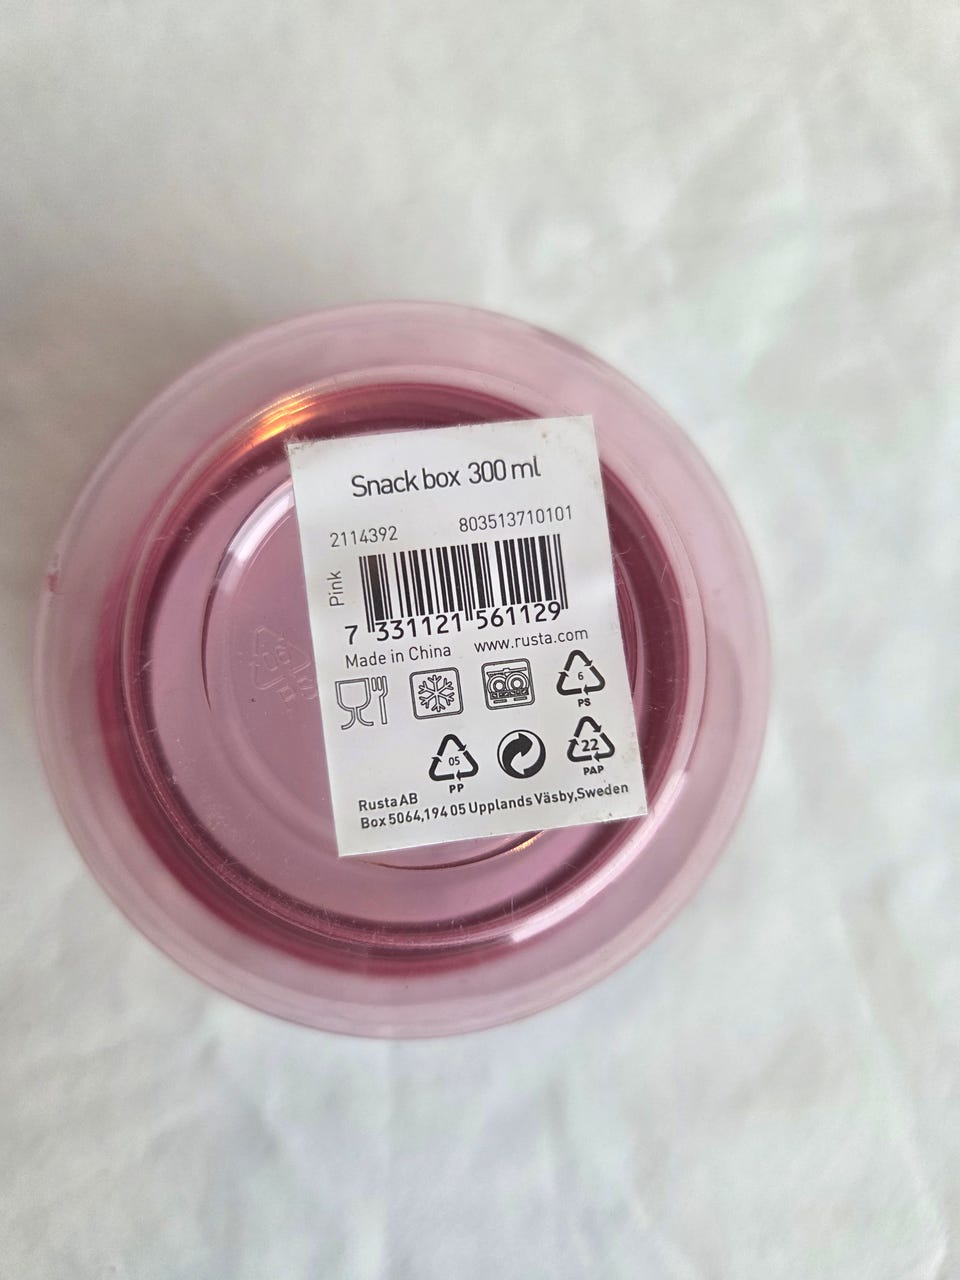 Snack box 300 ml
2114392 803513710101
Pink
7 331121 561129
Made in China www.rusta.com
6
PS
05
PP
22
PAP
Rusta AB
Box 5064,194 05 Upplands Väsby,Sweden